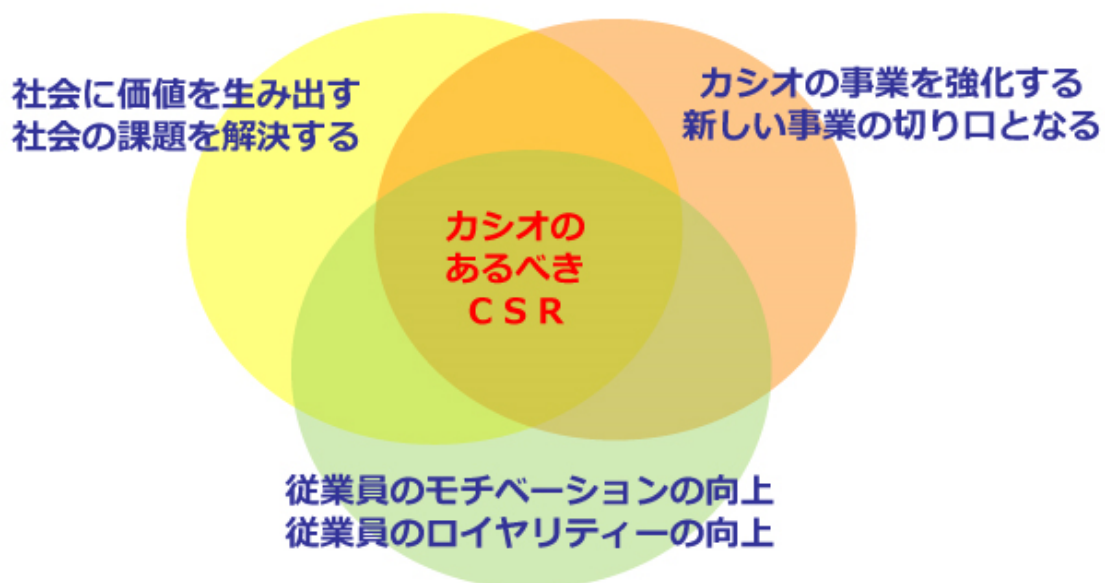 社会に価値を生み出す
社会の課題を解決する
カシオの事業を強化する
新しい事業の切り口となる
カシオの
あるべき
ＣＳＲ
従業員のモチベーションの向上
従業員のロイヤリティーの向上